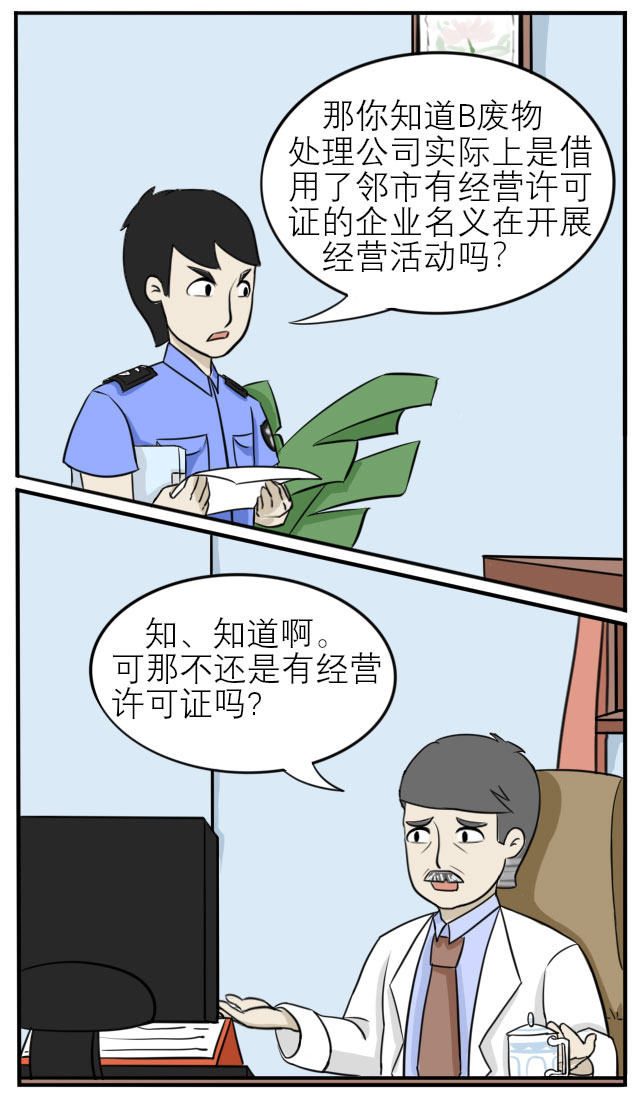 那你知道B废物
处理公司实际上是借
用了邻市有经营许可
证的企业名义在开展
经营活动吗?
知、知道啊。
可那不还是有经营
许可证吗?